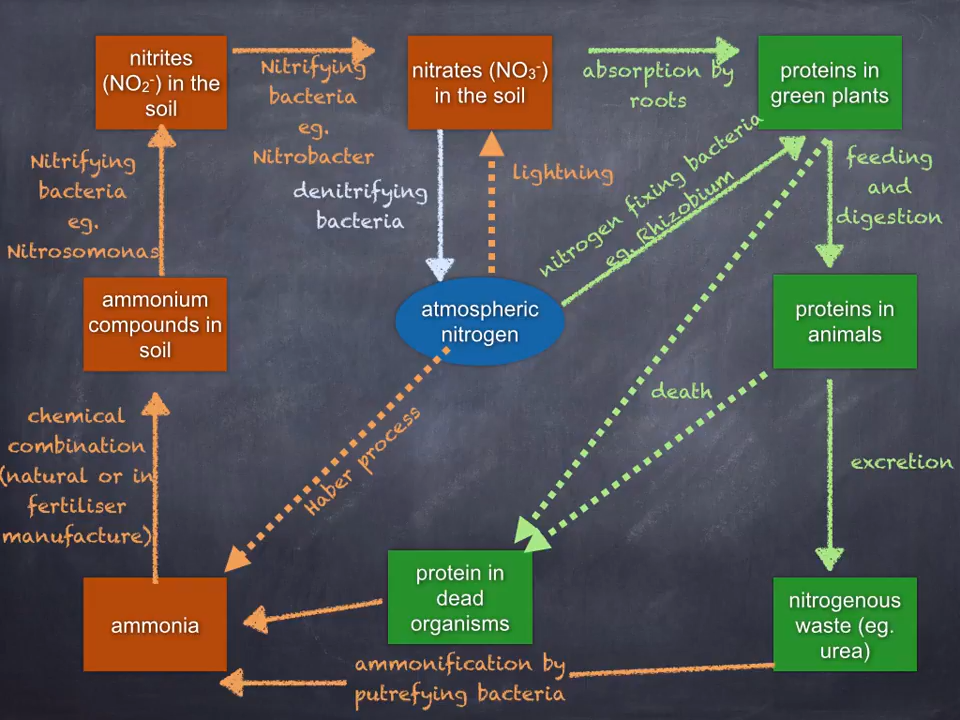 nitrites
(NO₂⁻) in the
soil
Nitrifying
bacteria
eg.
Nitrobacter
nitrates (NO₃⁻)
in the soil
absorption by
roots
proteins in
green plants
Nitrifying
bacteria
eg.
Nitrosomonas
denitrifying
bacteria
lightning
nitrogen fixing bacteria
eg. Rhizobium
feeding
and
digestion
ammonium
compounds in
soil
atmospheric
nitrogen
proteins in
animals
chemical
combination
(natural or in
fertiliser
manufacture)
Haber process
death
excretion
ammonia
protein in
dead
organisms
nitrogenous
waste (eg.
urea)
ammonification by
putrefying bacteria